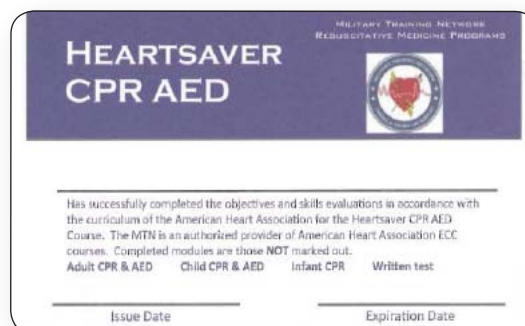 MILITARY TRAINING NETWORK
RESUSCITATIVE MEDICINE PROGRAMS
HEARTSAVER
CPR AED
Has successfully completed the objectives and skills evaluations in accordance with
the curriculum of the American Heart Association for the Heartsaver CPR AED
Course. The MTN is an authorized provider of American Heart Association ECC
courses. Completed modules are those NOT marked out.
Adult CPR & AED Child CPR & AED Infant CPR Written test
Issue Date Expiration Date